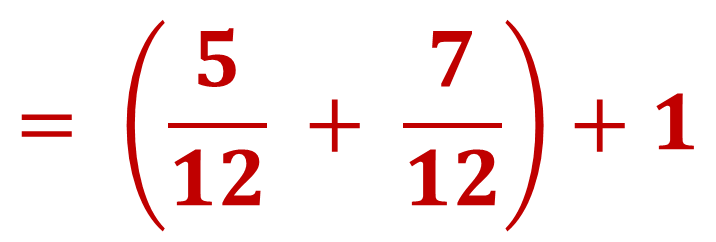 = (5/12 + 7/12) + 1